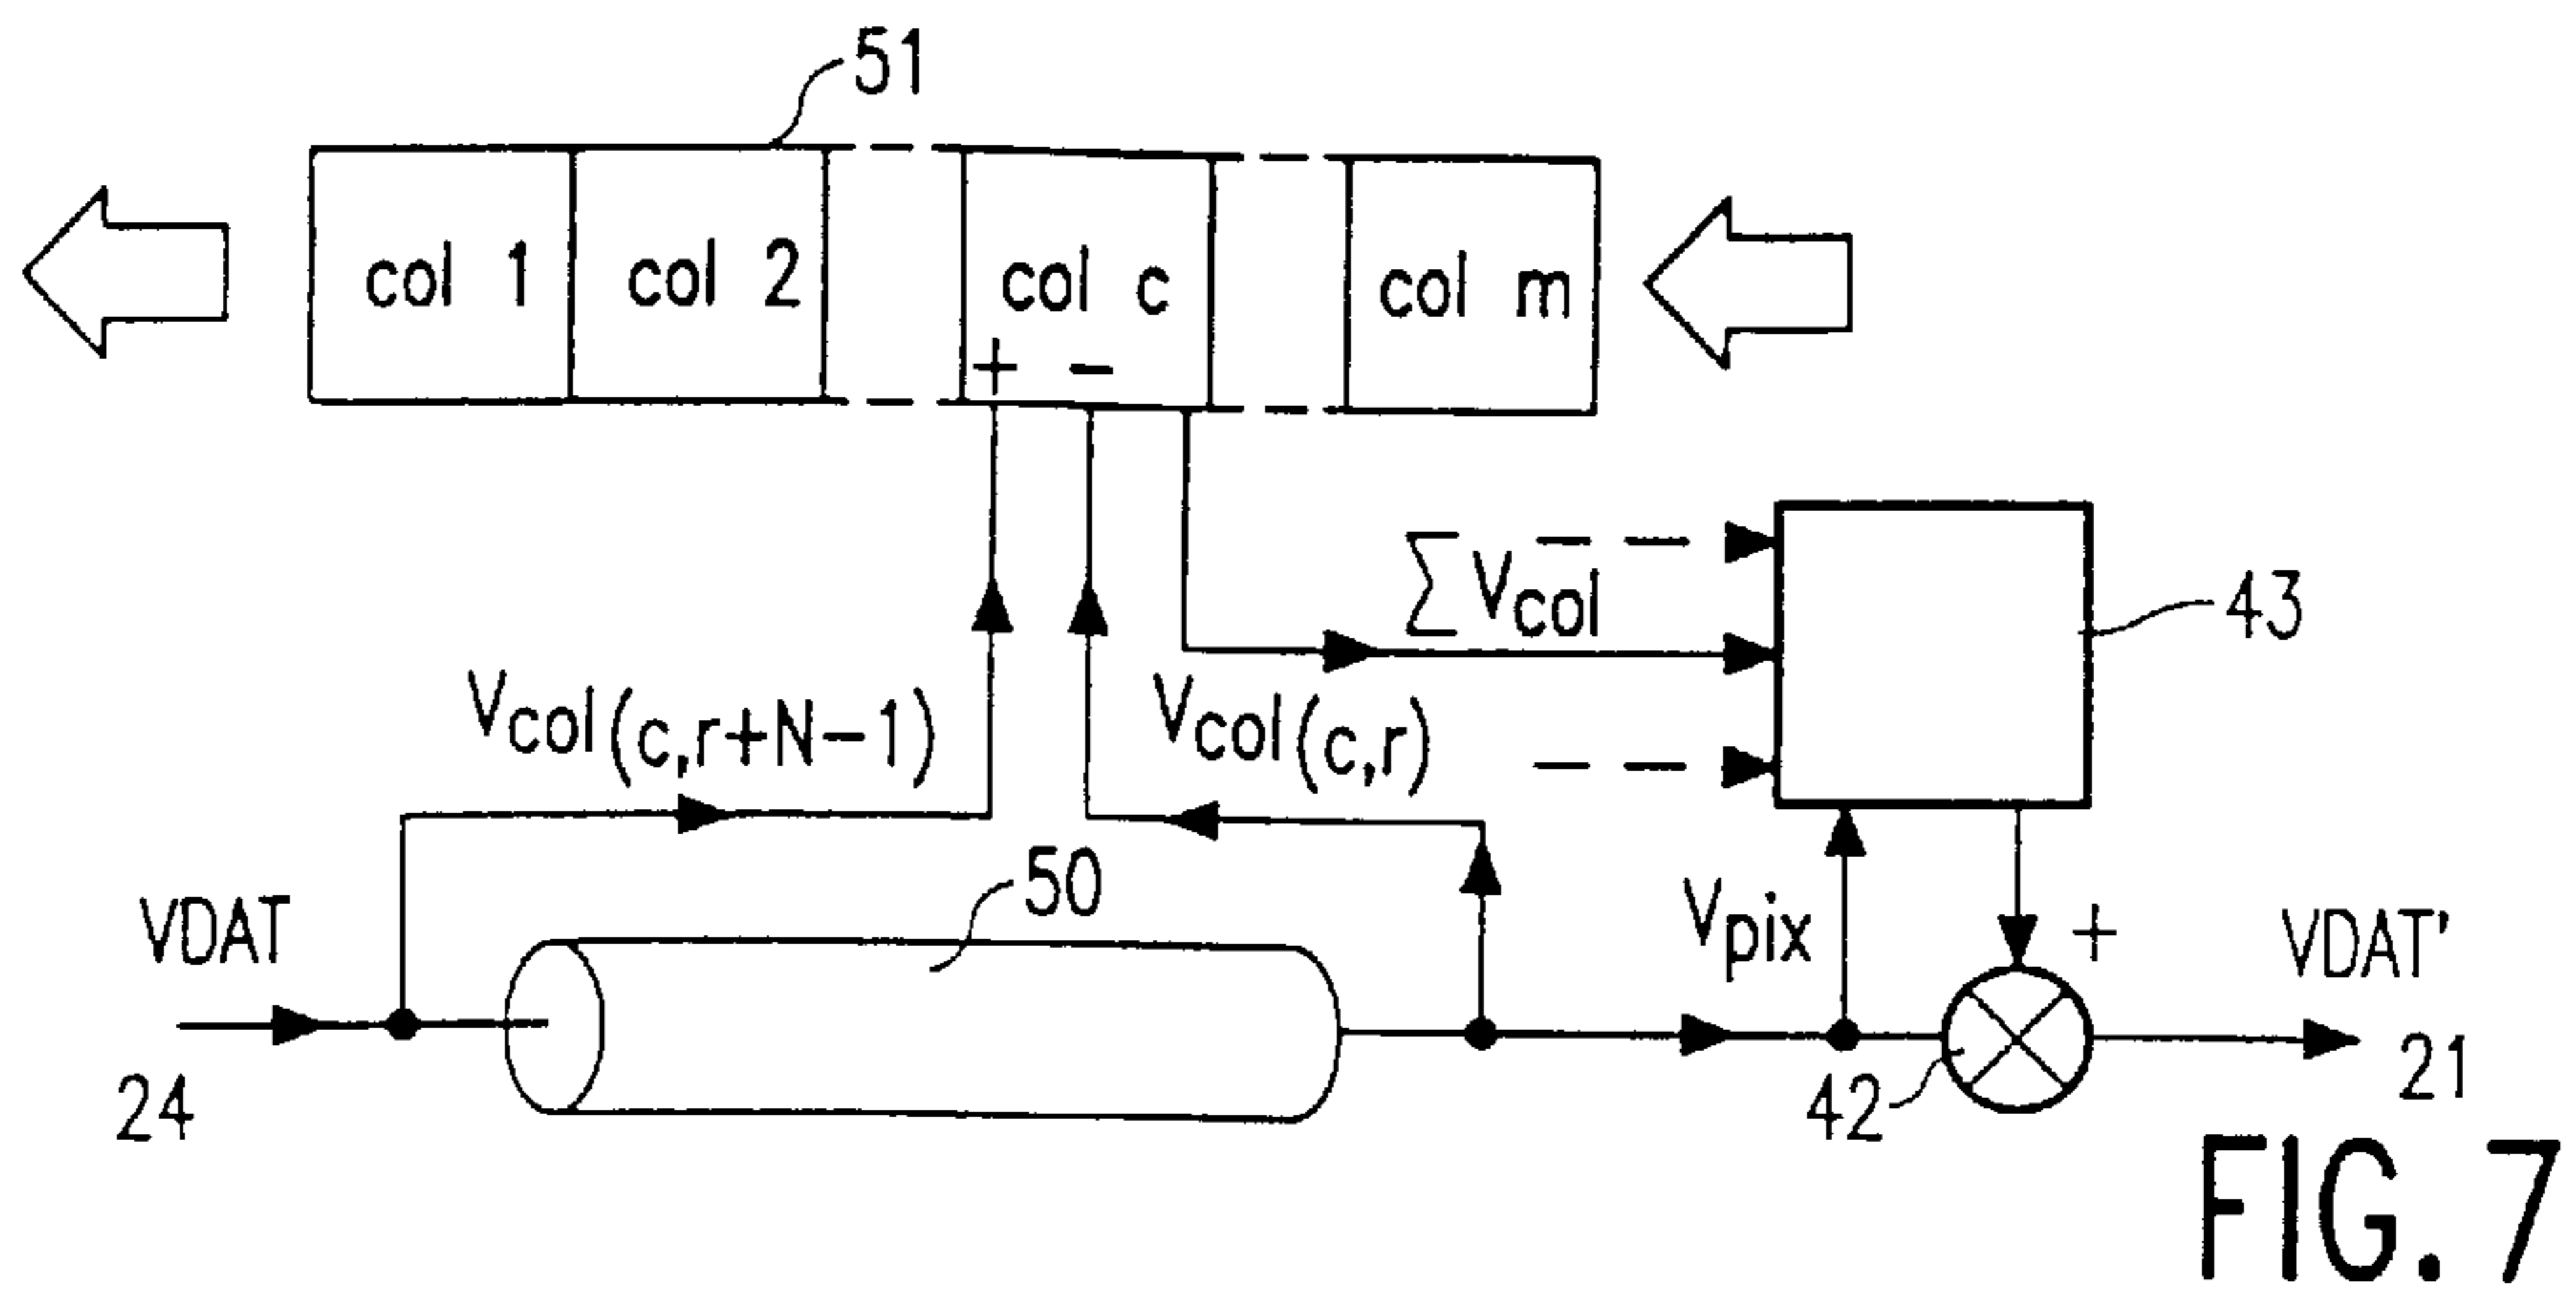 51
col 1 col 2 col c col m
+ −
∑Vcol
43
Vcol(c,r+N−1) Vcol(c,r)
50
VDAT Vpix + VDAT'
24 42 21
FIG. 7